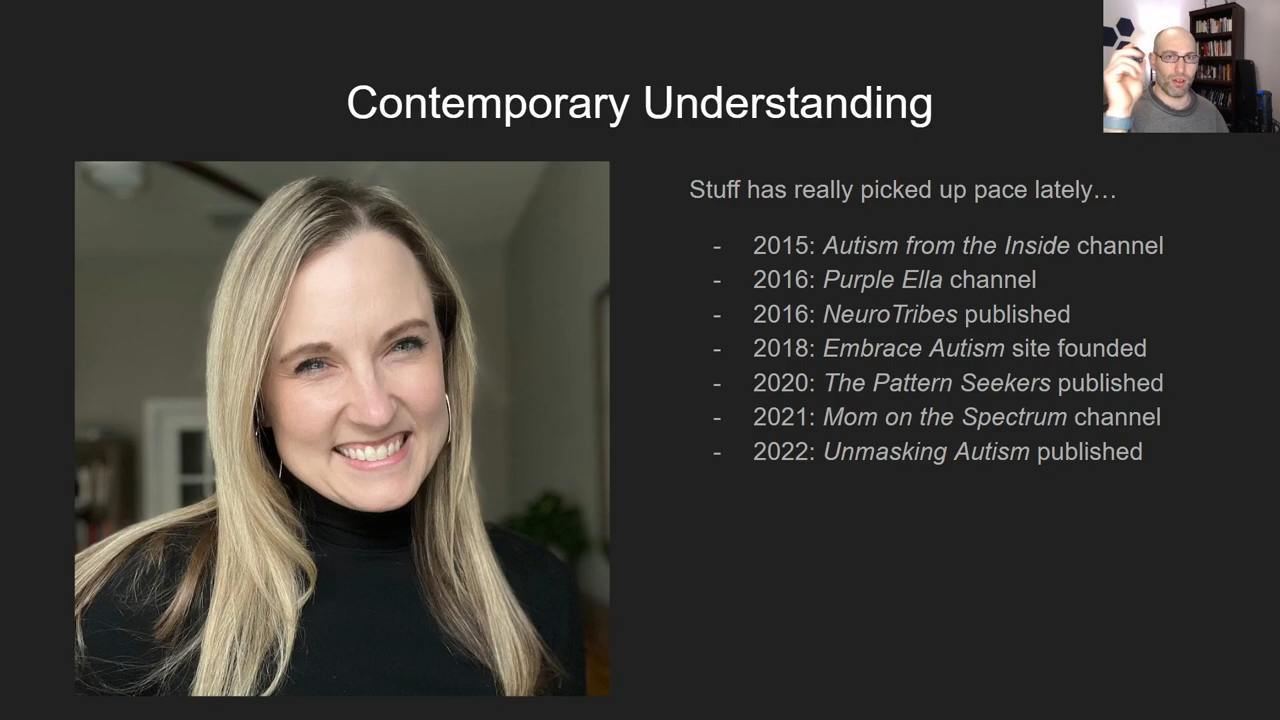 Contemporary Understanding
Stuff has really picked up pace lately…
- 2015: Autism from the Inside channel
- 2016: Purple Ella channel
- 2016: NeuroTribes published
- 2018: Embrace Autism site founded
- 2020: The Pattern Seekers published
- 2021: Mom on the Spectrum channel
- 2022: Unmasking Autism published